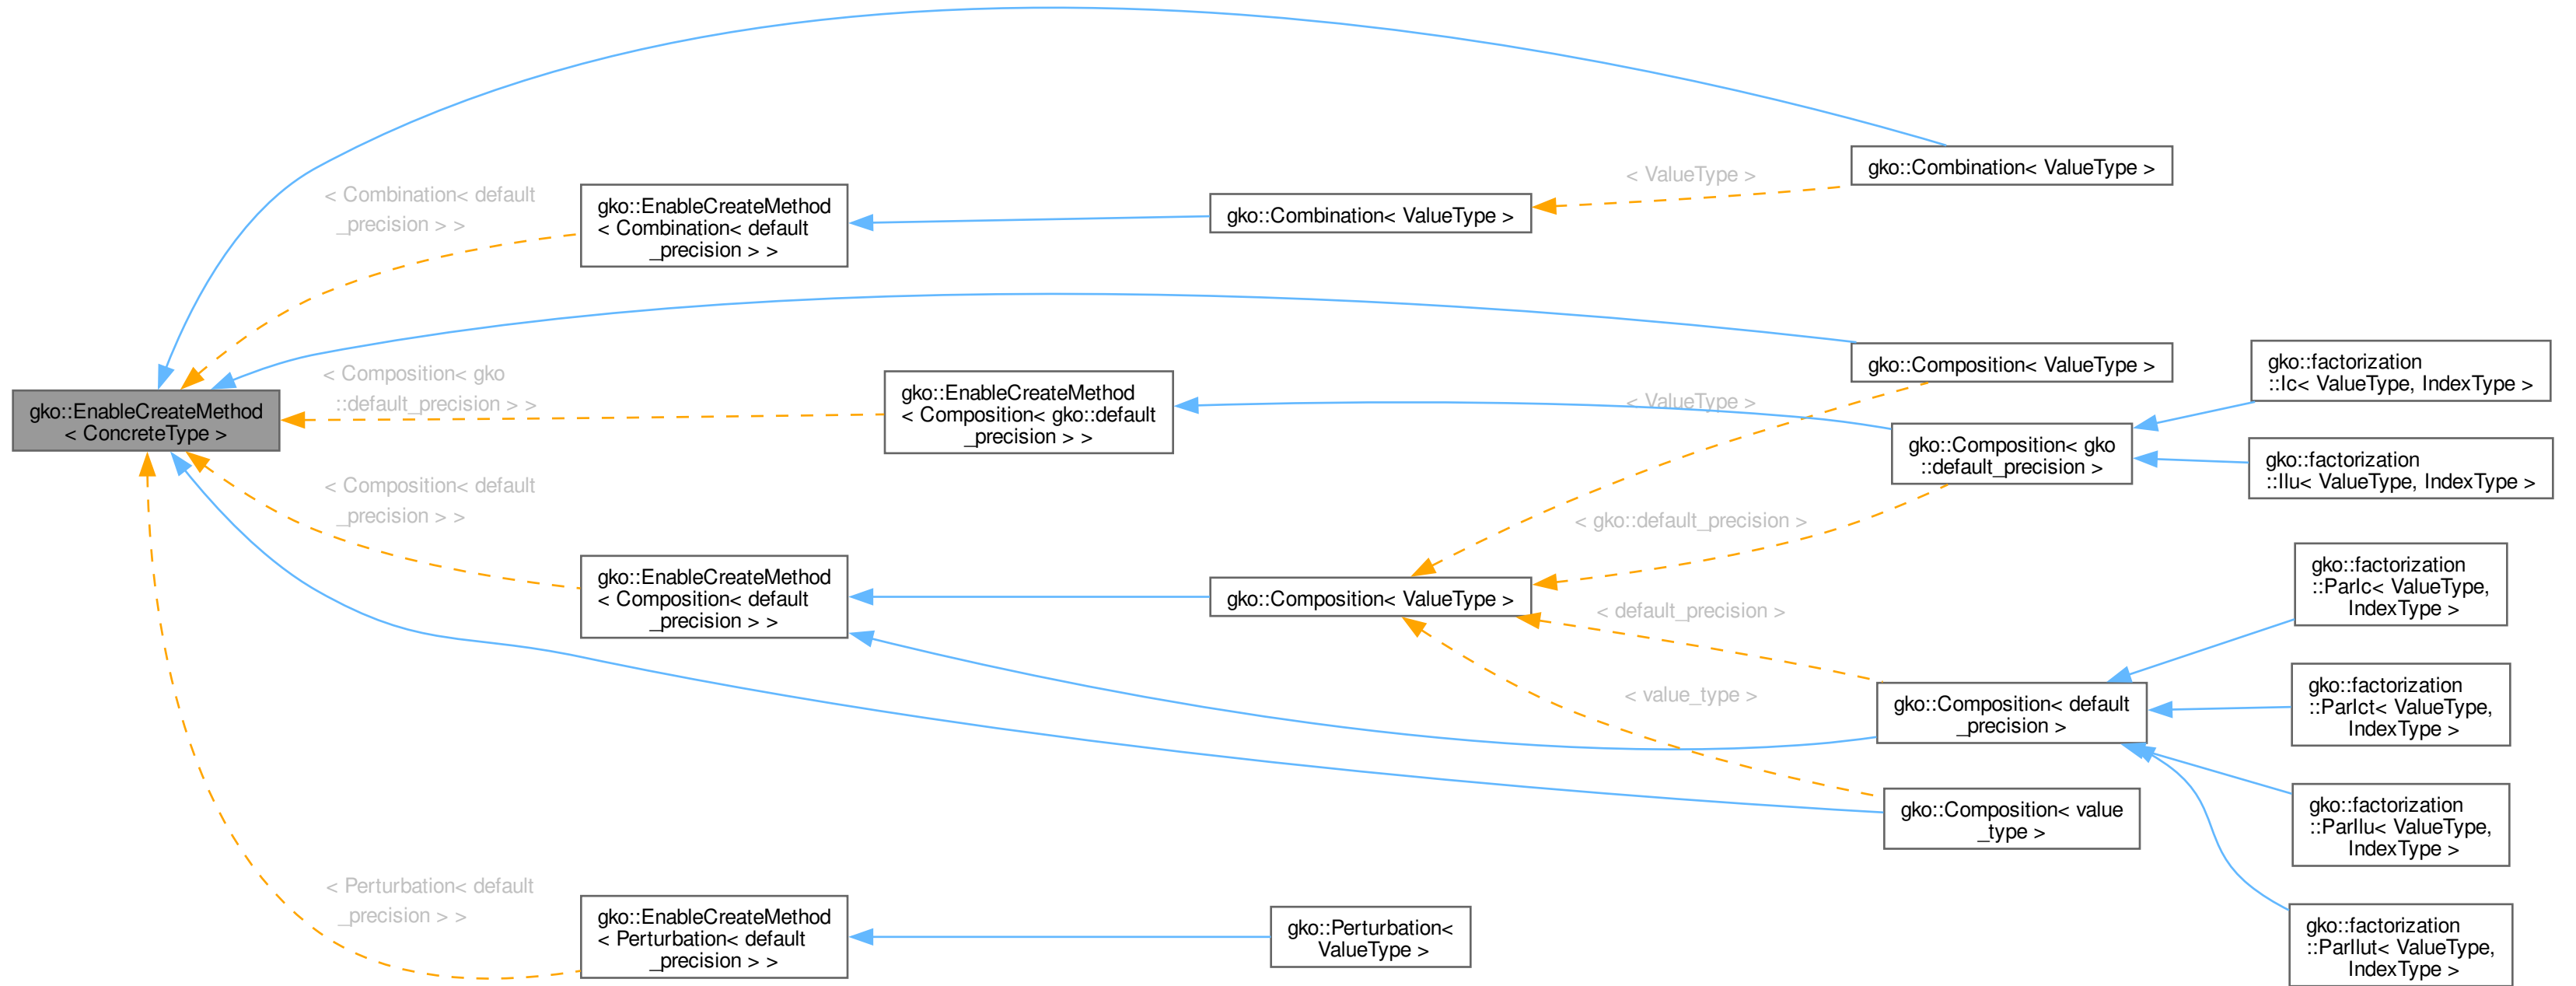 gko::EnableCreateMethod
< ConcreteType >
< Combination< default
_precision > >
gko::EnableCreateMethod
< Combination< default
_precision > >
gko::Combination< ValueType >
< ValueType >
gko::Combination< ValueType >
< Composition< gko
::default_precision > >
gko::EnableCreateMethod
< Composition< gko::default
_precision > >
gko::Composition< ValueType >
< ValueType >
gko::Composition< gko
::default_precision >
gko::factorization
::Ic< ValueType, IndexType >
gko::factorization
::Ilu< ValueType, IndexType >
< Composition< default
_precision > >
gko::EnableCreateMethod
< Composition< default
_precision > >
gko::Composition< ValueType >
< gko::default_precision >
< default_precision >
< value_type >
gko::Composition< default
_precision >
gko::Composition< value
_type >
gko::factorization
::ParIc< ValueType,
IndexType >
gko::factorization
::ParIct< ValueType,
IndexType >
gko::factorization
::ParIlu< ValueType,
IndexType >
gko::factorization
::ParIlut< ValueType,
IndexType >
< Perturbation< default
_precision > >
gko::EnableCreateMethod
< Perturbation< default
_precision > >
gko::Perturbation<
ValueType >